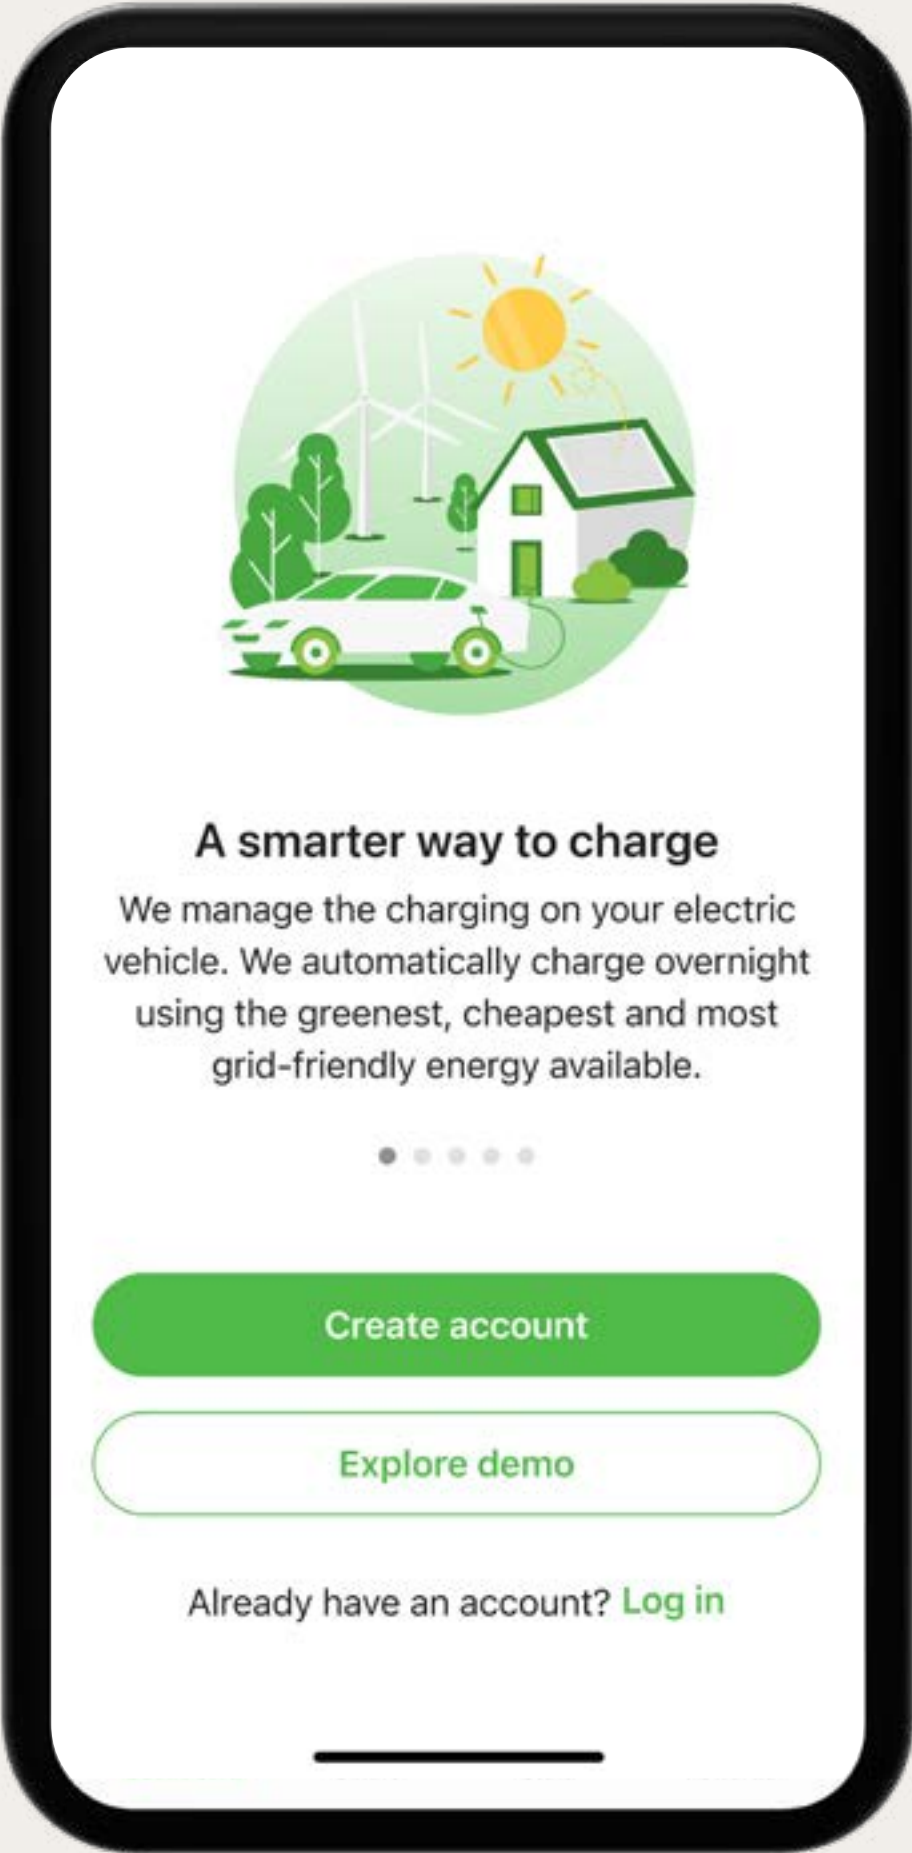 A smarter way to charge
We manage the charging on your electric
vehicle. We automatically charge overnight
using the greenest, cheapest and most
grid-friendly energy available.
Create account
Explore demo
Already have an account? Log in